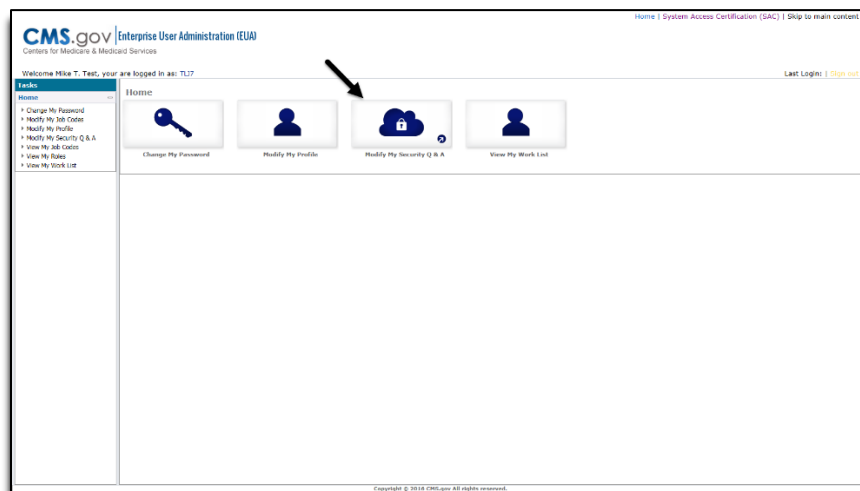 Home | System Access Certification (SAC) | Skip to main content
CMS.gov | Enterprise User Administration (EUA)
Centers for Medicare & Medicaid Services
Welcome Mike T. Test, your are logged in as: TLJ7
Last Login: | Sign out
Tasks
Home
Change My Password
Modify My Job Codes
Modify My Profile
Modify My Security Q & A
View My Job Codes
View My Roles
View My Work List
Home
Change My Password
Modify My Profile
Modify My Security Q & A
View My Work List
Copyright © 2016 CMS.gov All rights reserved.